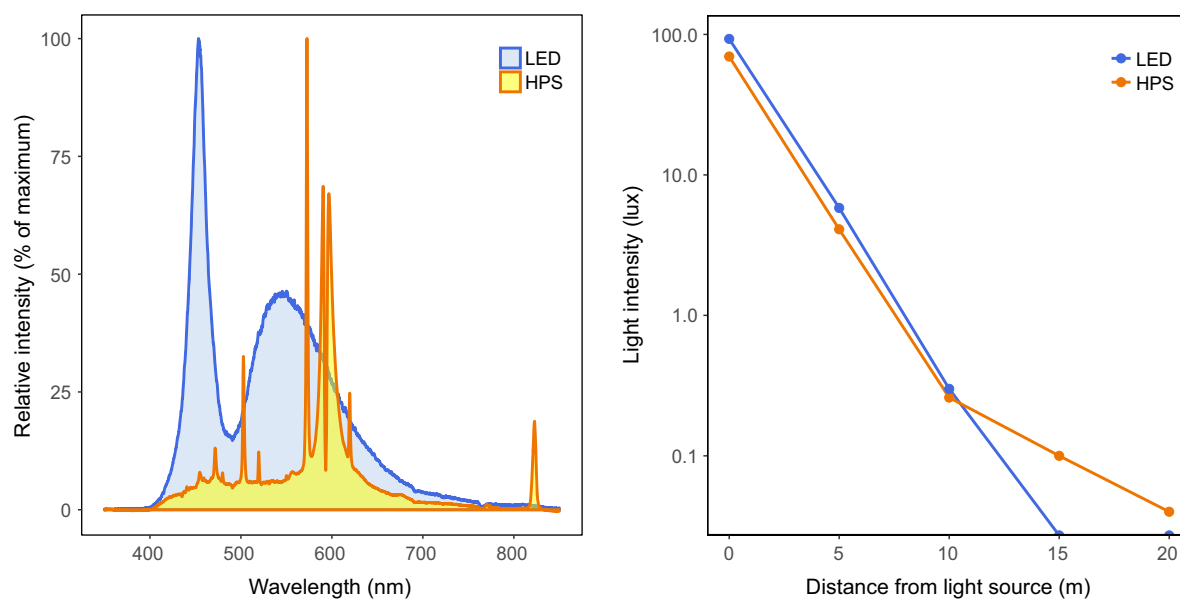 Relative intensity (% of maximum)
100
75
50
25
0
LED
HPS
400
500
600
700
800
Wavelength (nm)
Light intensity (lux)
100.0
10.0
1.0
0.1
LED
HPS
0
5
10
15
20
Distance from light source (m)